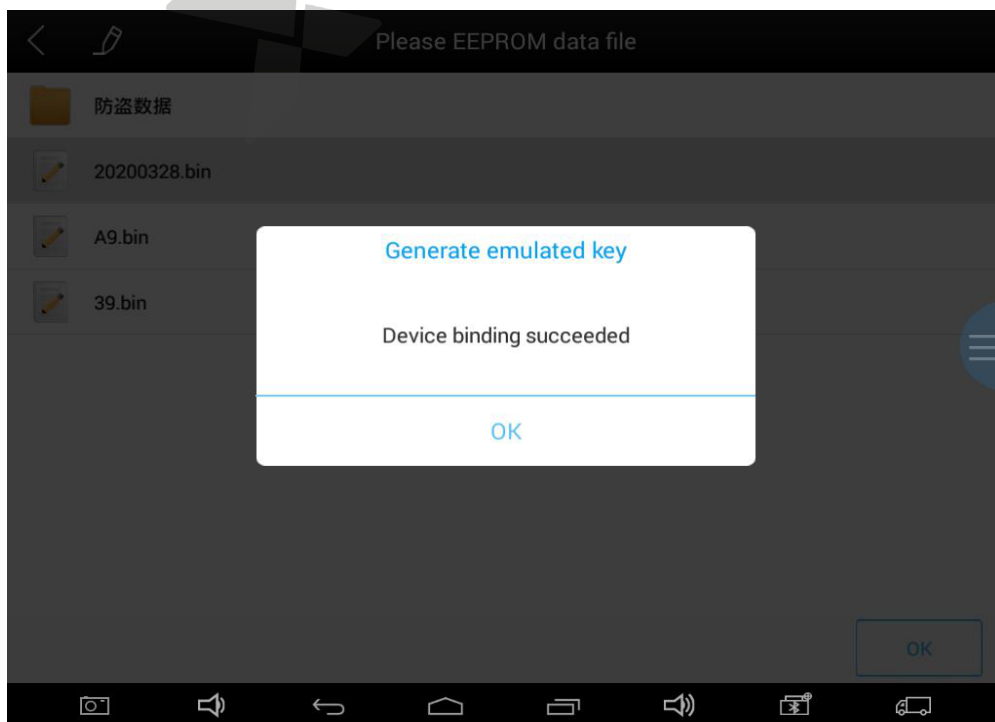 Please EEPROM data file
防盗数据
20200328.bin
A9.bin
39.bin
Generate emulated key
Device binding succeeded
OK
OK